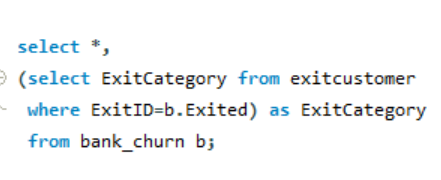 select *,
(select ExitCategory from exitcustomer
where ExitID=b.Exited) as ExitCategory
from bank_churn b;